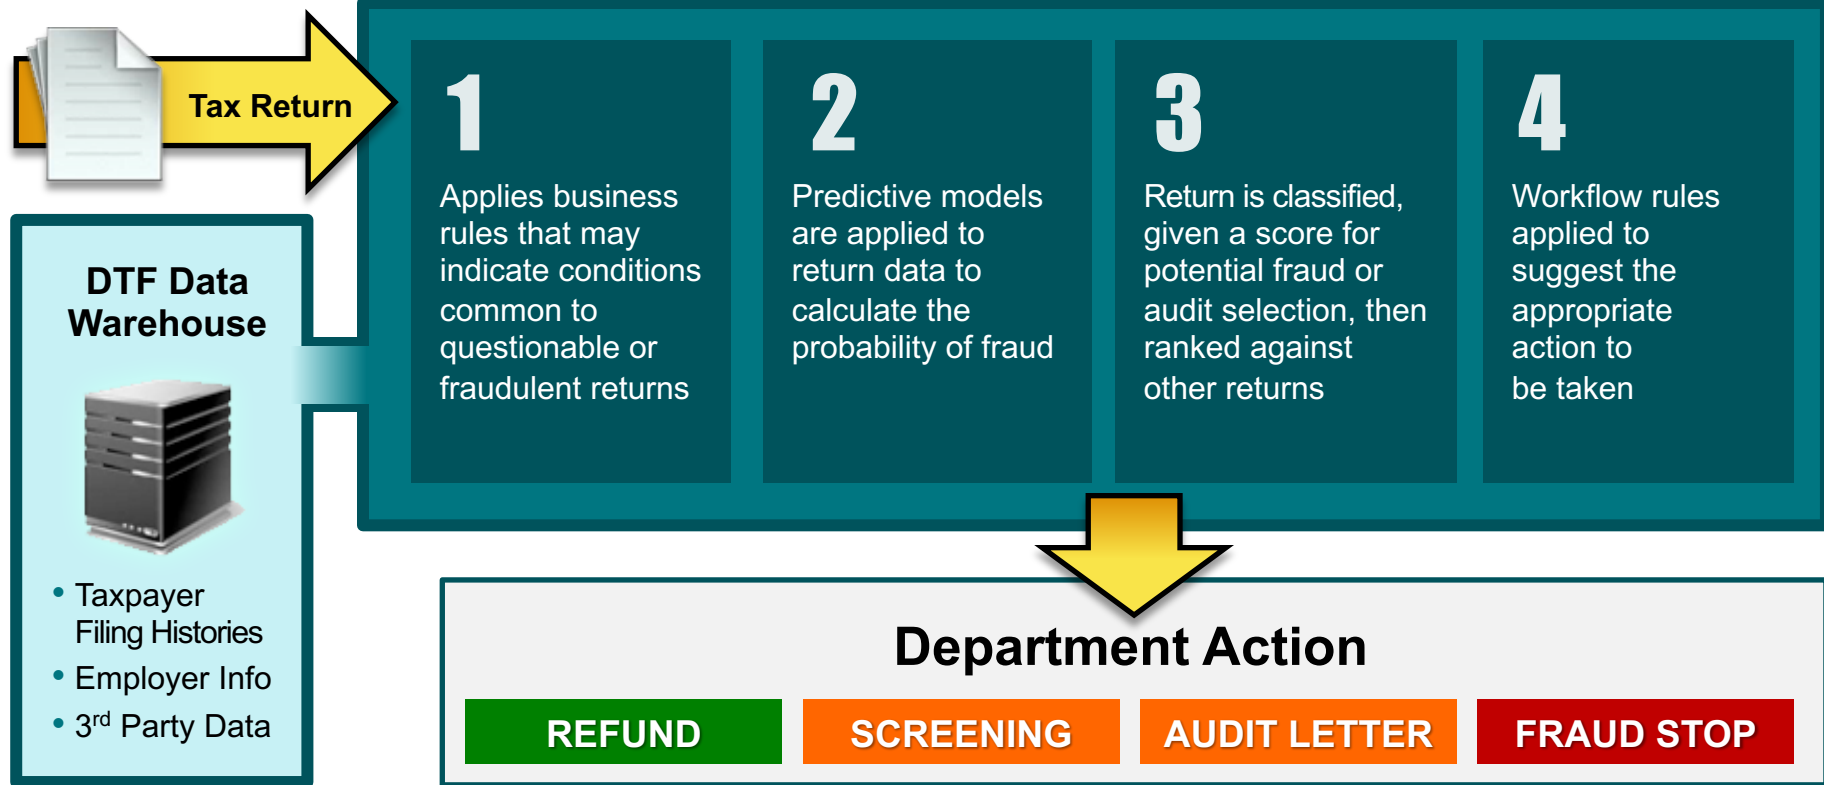 Tax Return
1
Applies business
rules that may
indicate conditions
common to
questionable or
fraudulent returns
2
Predictive models
are applied to
return data to
calculate the
probability of fraud
3
Return is classified,
given a score for
potential fraud or
audit selection, then
ranked against
other returns
4
Workflow rules
applied to
suggest the
appropriate
action to
be taken
DTF Data
Warehouse
• Taxpayer
Filing Histories
• Employer Info
• 3rd Party Data
Department Action
REFUND
SCREENING
AUDIT LETTER
FRAUD STOP